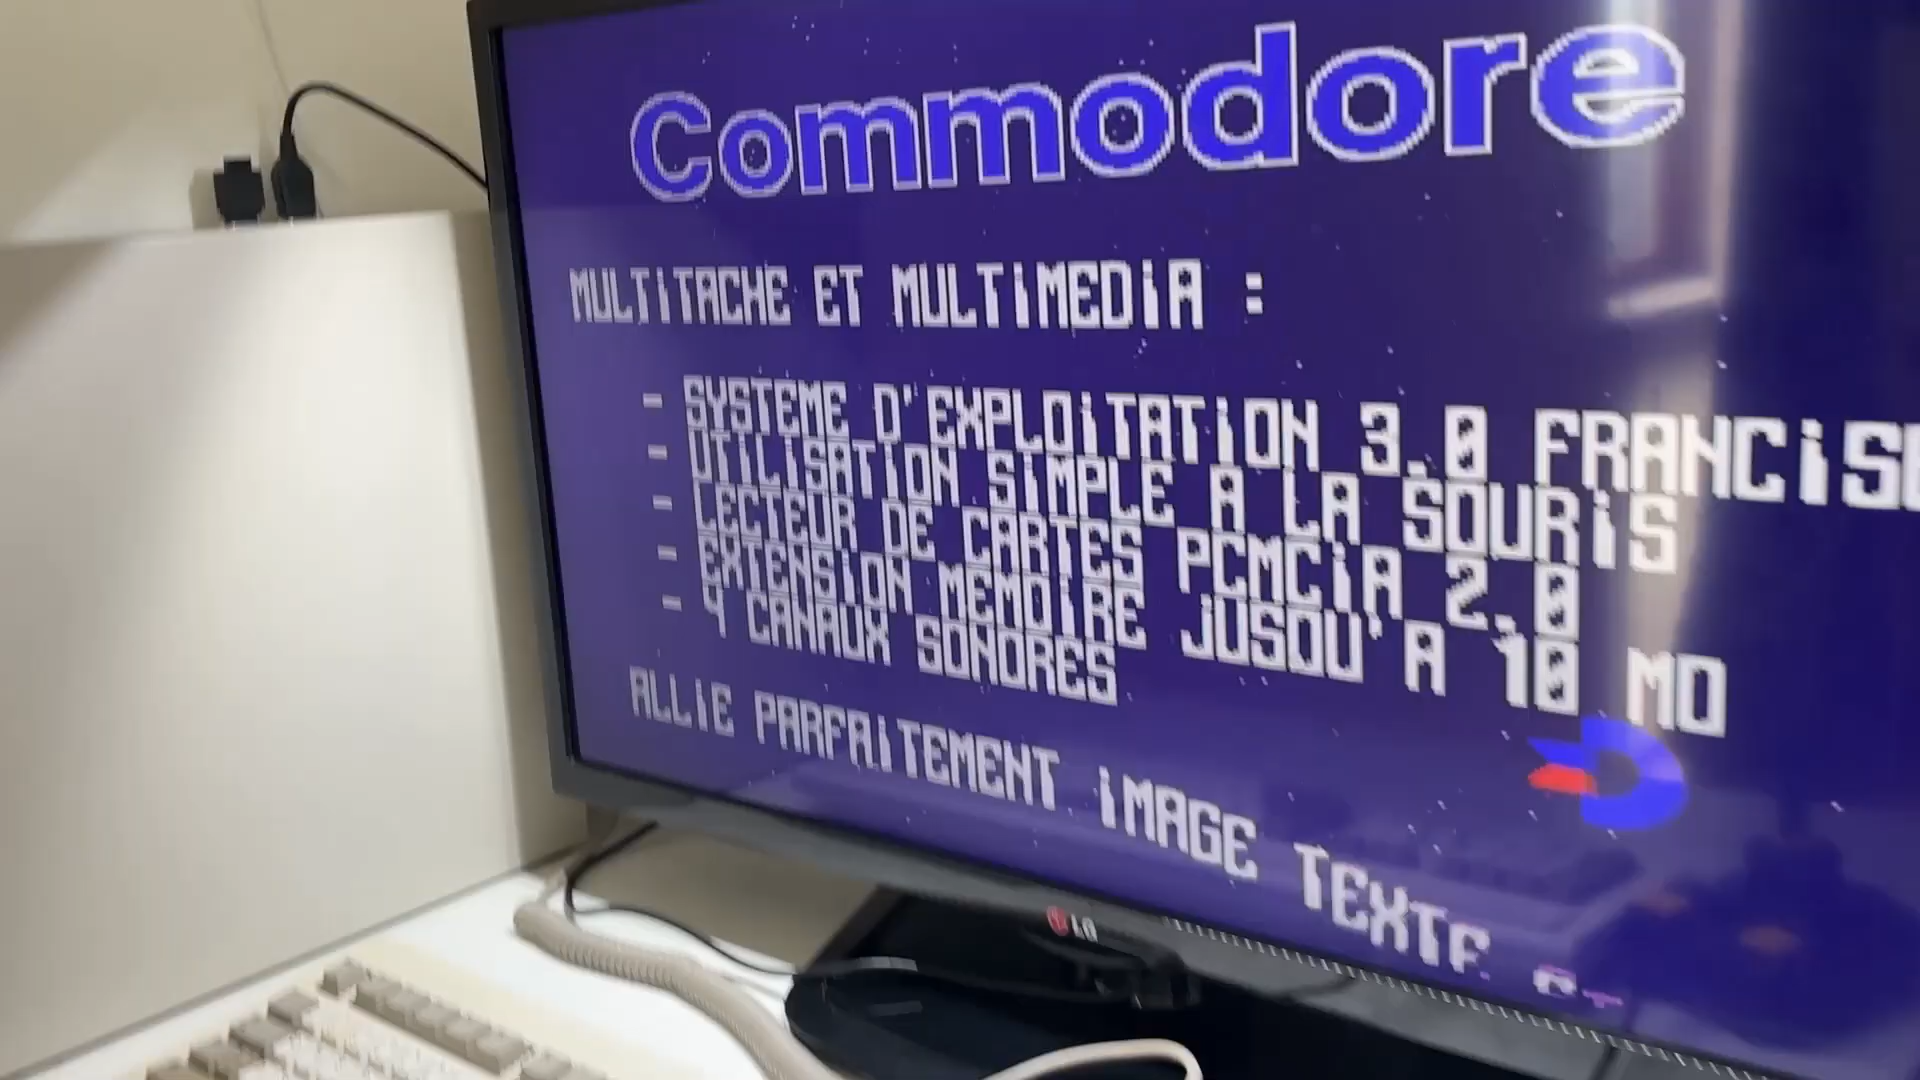 Commodore
MULTiTACHE ET MULTiMEDiA :
- SYSTEME D'EXPLOiTATiON 3.0 FRANCiSE
- UTiLiSATiON SiMPLE A LA SOURiS
- LECTEUR DE CARTES PCMCiA 2.0
- EXTENSiON MEMOiRE jUSQU'A 10 MO
- 4 CANAUX SONORES
ALLiE PARFAiTEMENT iMAGE TEXTE
LG